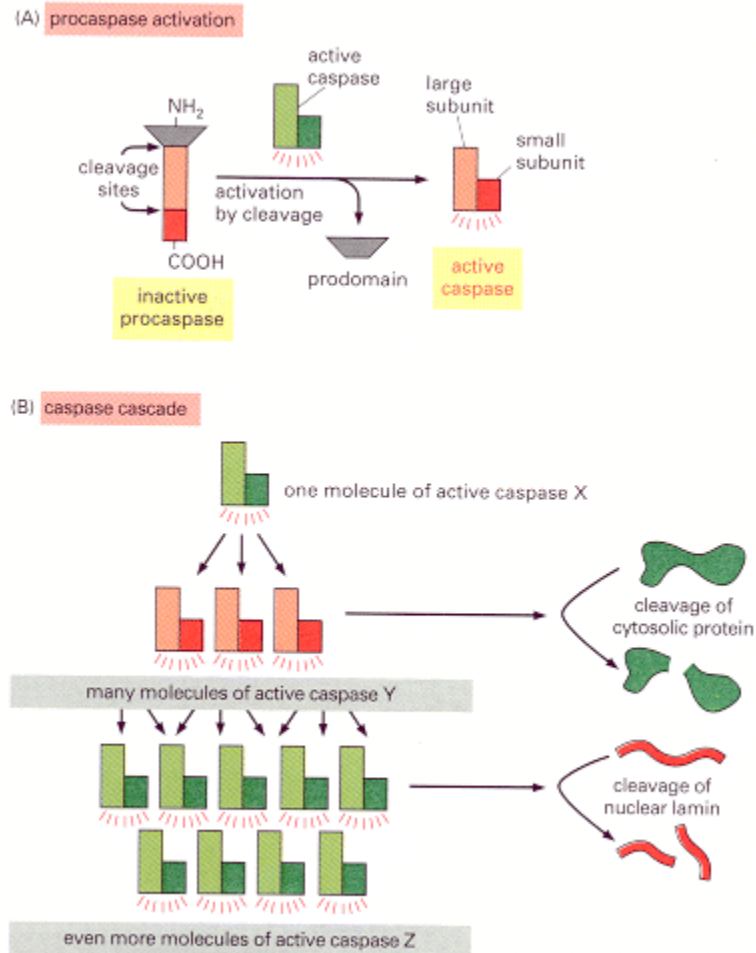 (A) procaspase activation
active
caspase
large
subunit
NH2
small
subunit
cleavage
sites
activation
by cleavage
COOH
prodomain
active
caspase
inactive
procaspase
(B) caspase cascade
one molecule of active caspase X
cleavage of
cytosolic protein
many molecules of active caspase Y
cleavage of
nuclear lamin
even more molecules of active caspase Z